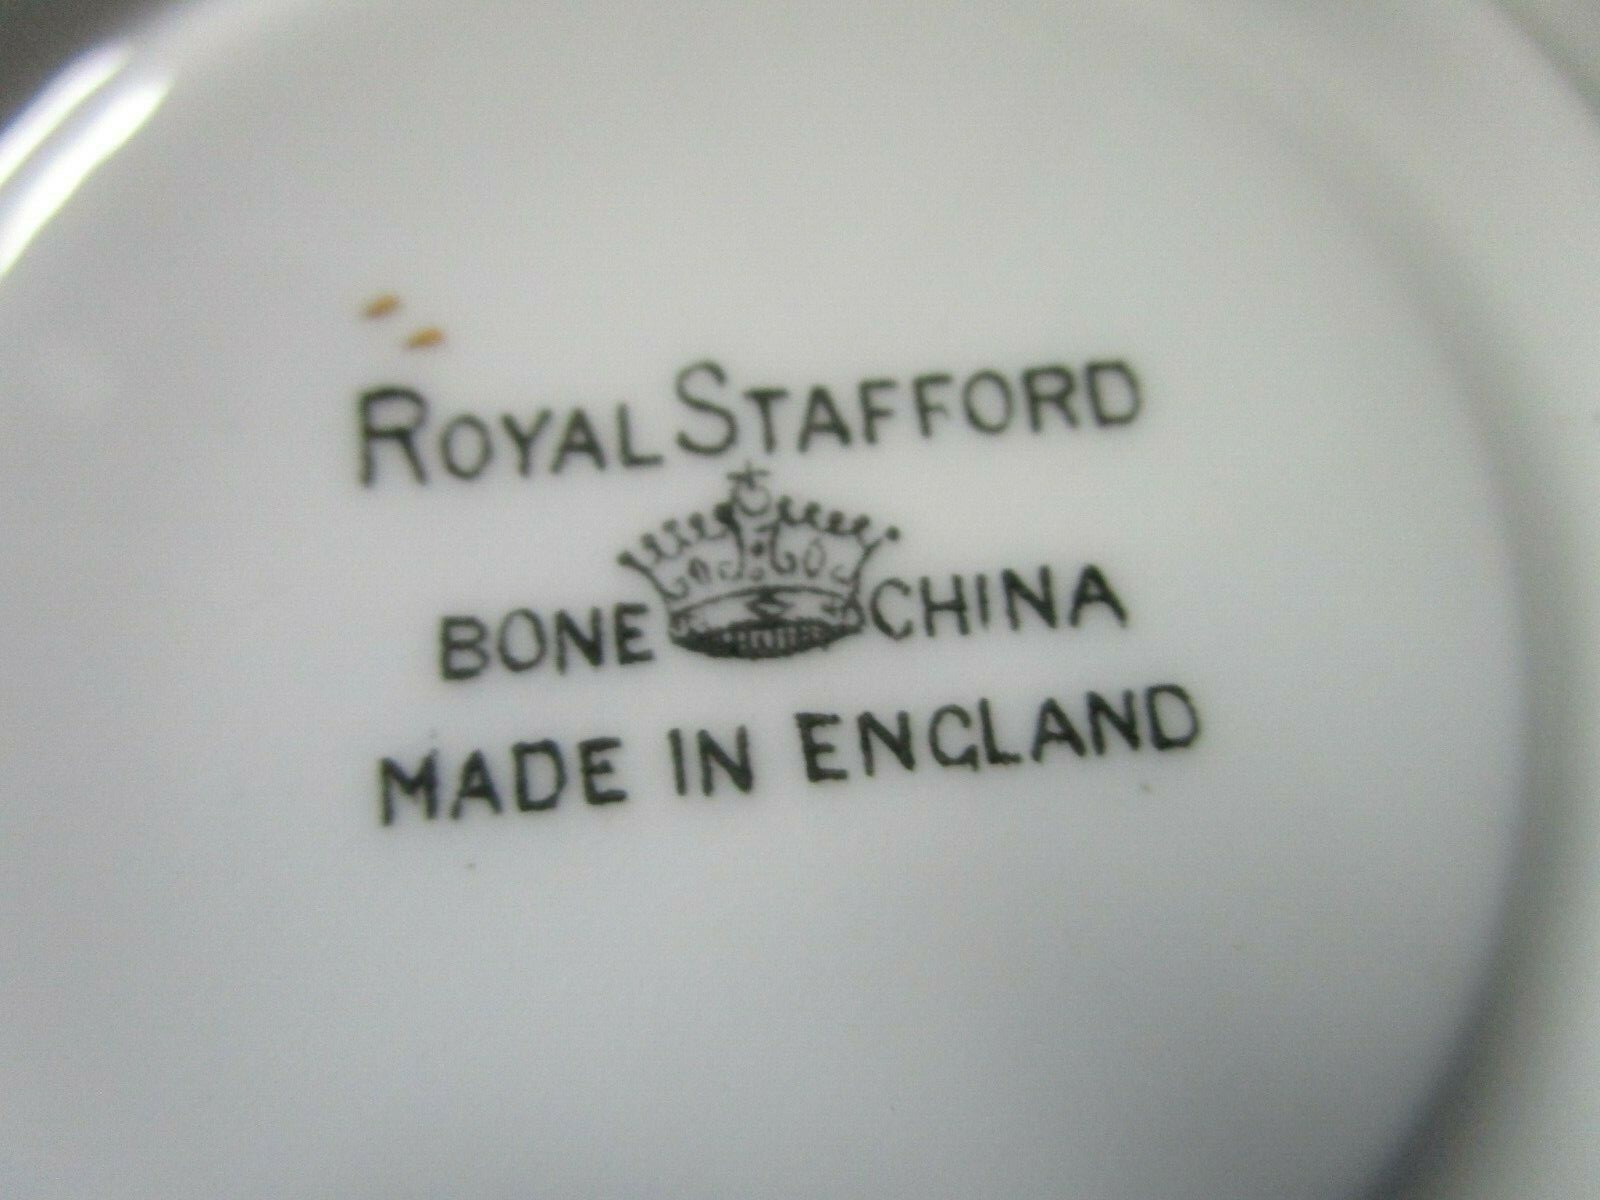 ROYAL STAFFORD
BONE CHINA
MADE IN ENGLAND